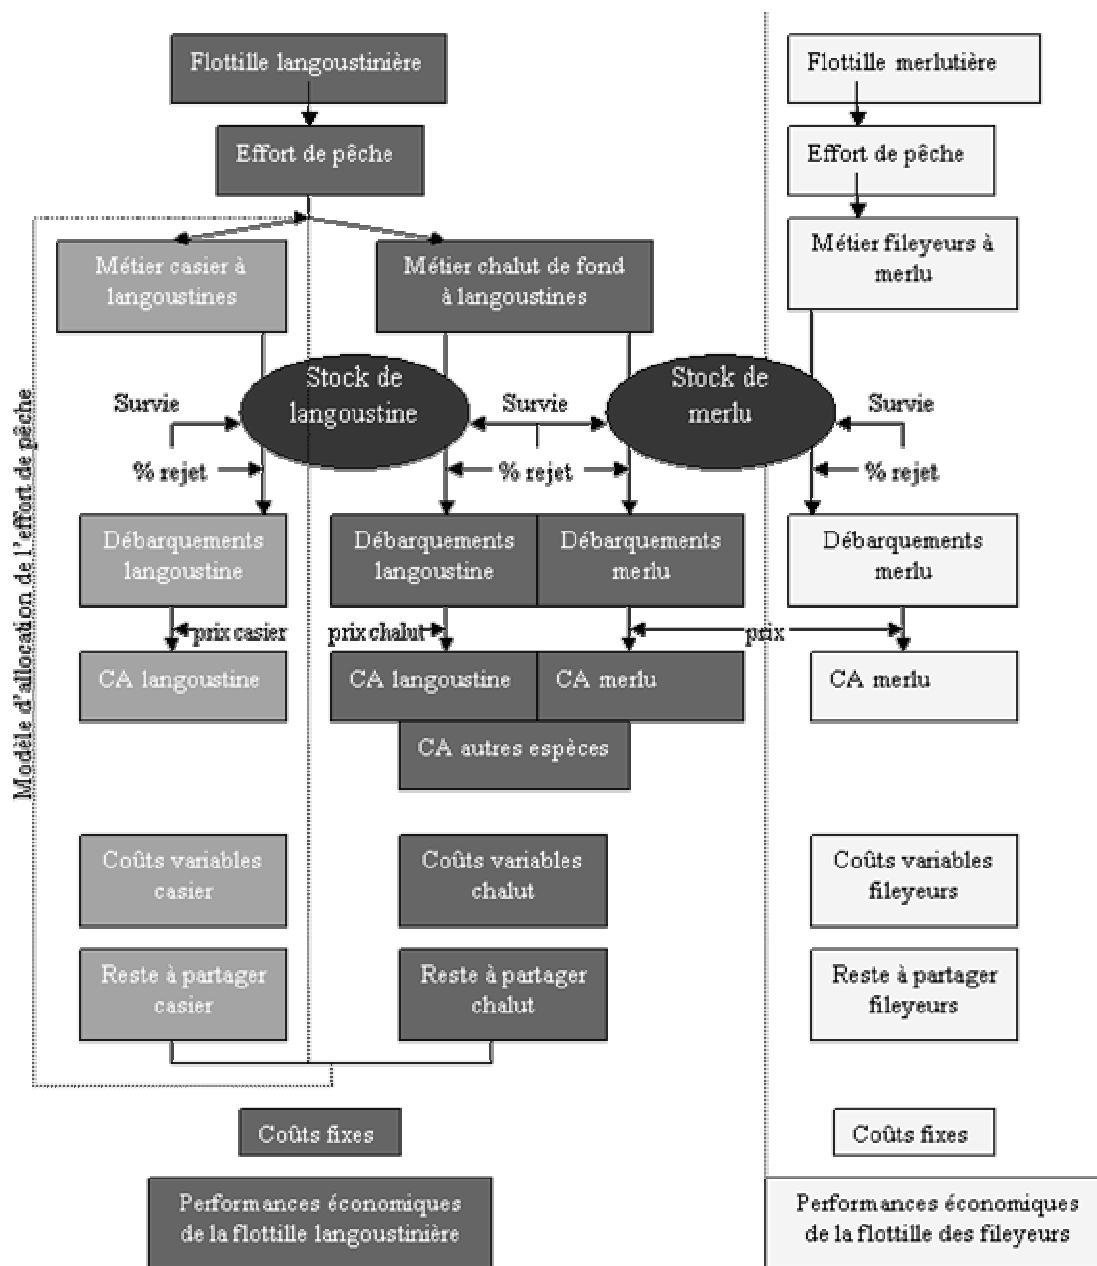 Flottille langoustinière
Flottille merlutière
Effort de pêche
Effort de pêche
Métier casier à
langoustines
Métier chalut de fond
à langoustines
Métier fileyeurs à
merlu
Stock de
langoustine
Stock de
merlu
Survie
Survie
Survie
% rejet
% rejet
% rejet
Modèle d'allocation de l'effort de pêche
Débarquements
langoustine
Débarquements
langoustine
Débarquements
merlu
Débarquements
merlu
prix casier
prix chalut
prix
CA langoustine
CA langoustine
CA merlu
CA merlu
CA autres espèces
Coûts variables
casier
Coûts variables
chalut
Coûts variables
fileyeurs
Reste à partager
casier
Reste à partager
chalut
Reste à partager
fileyeurs
Coûts fixes
Coûts fixes
Performances économiques
de la flottille langoustinière
Performances économiques
de la flottille des fileyeurs